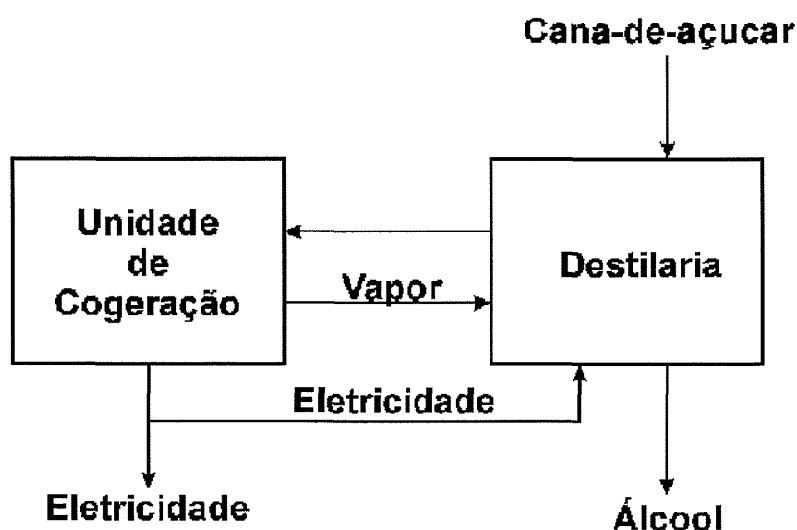 Cana-de-açucar
Unidade
de
Cogeração
Vapor
Destilaria
Eletricidade
Eletricidade
Álcool